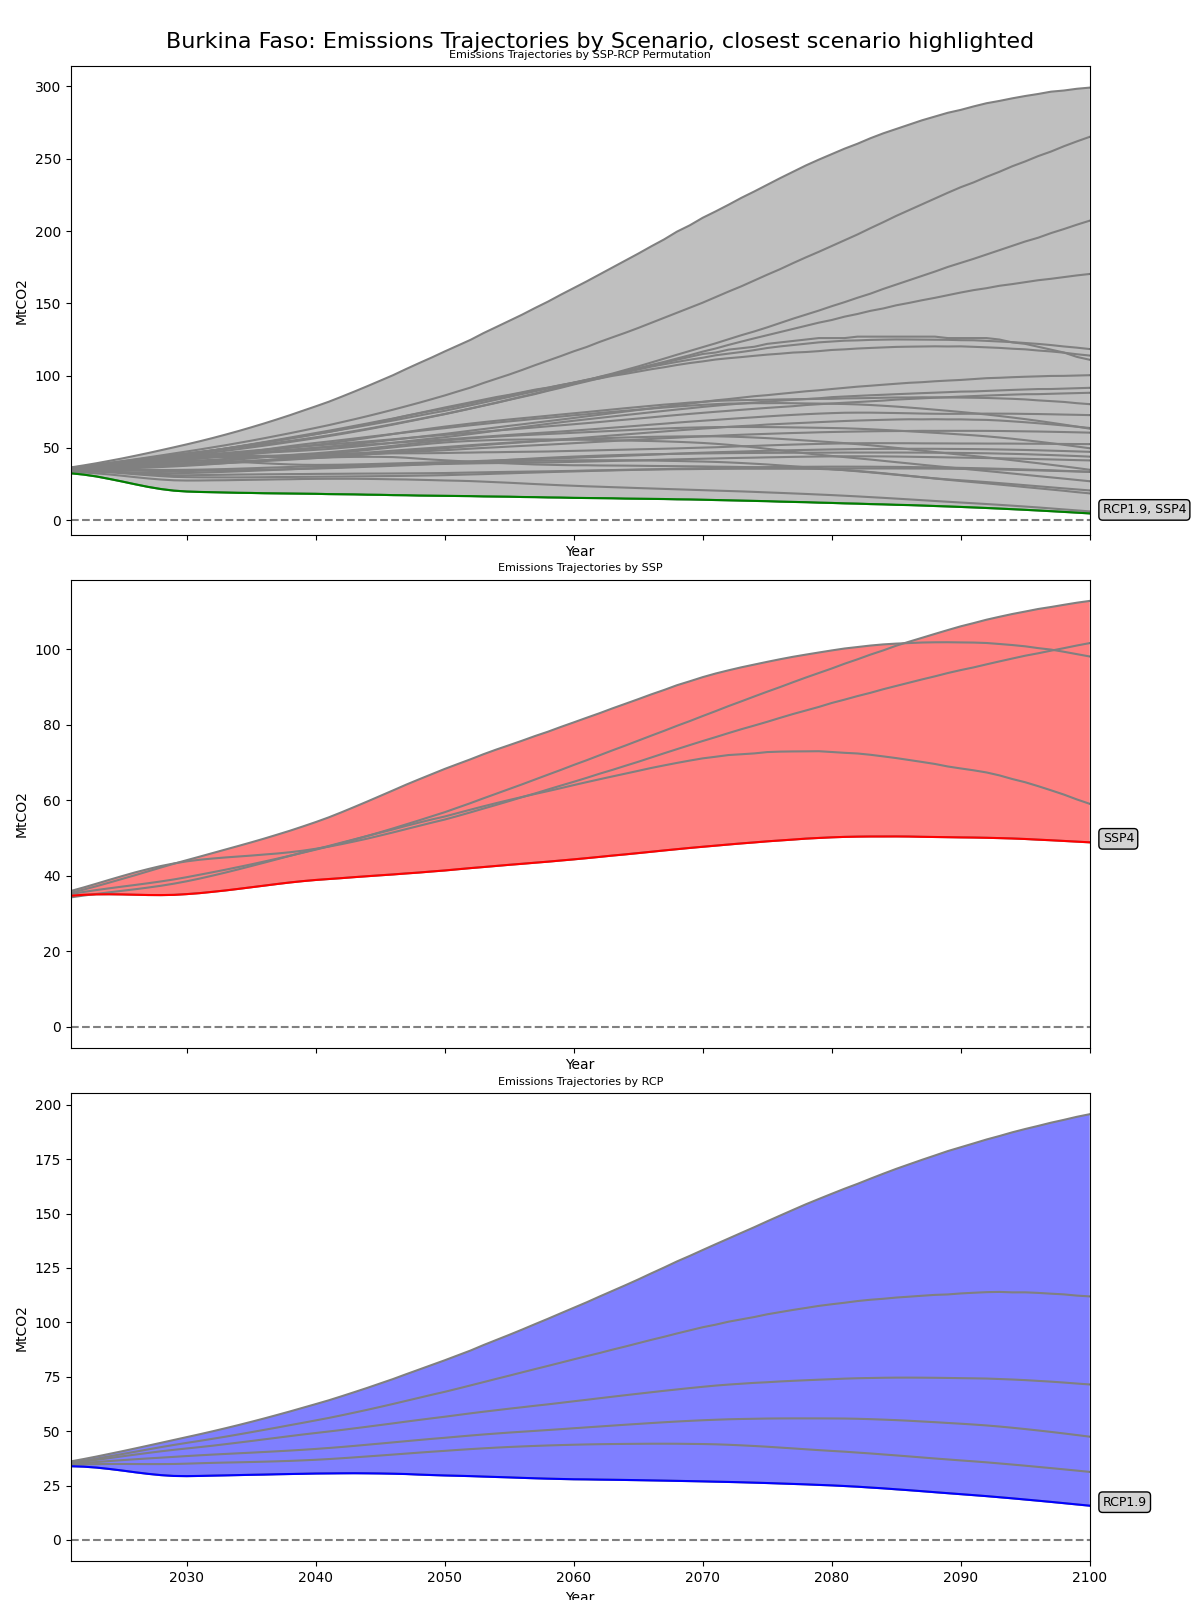 Burkina Faso: Emissions Trajectories by Scenario, closest scenario highlighted
Emissions Trajectories by SSP-RCP Permutation
300
250
200
150
100
50
0
MtCO2
RCP1.9, SSP4
Year
Emissions Trajectories by SSP
100
80
60
40
20
0
MtCO2
SSP4
Year
Emissions Trajectories by RCP
200
175
150
125
100
75
50
25
0
MtCO2
RCP1.9
2030 2040 2050 2060 2070 2080 2090 2100
Year